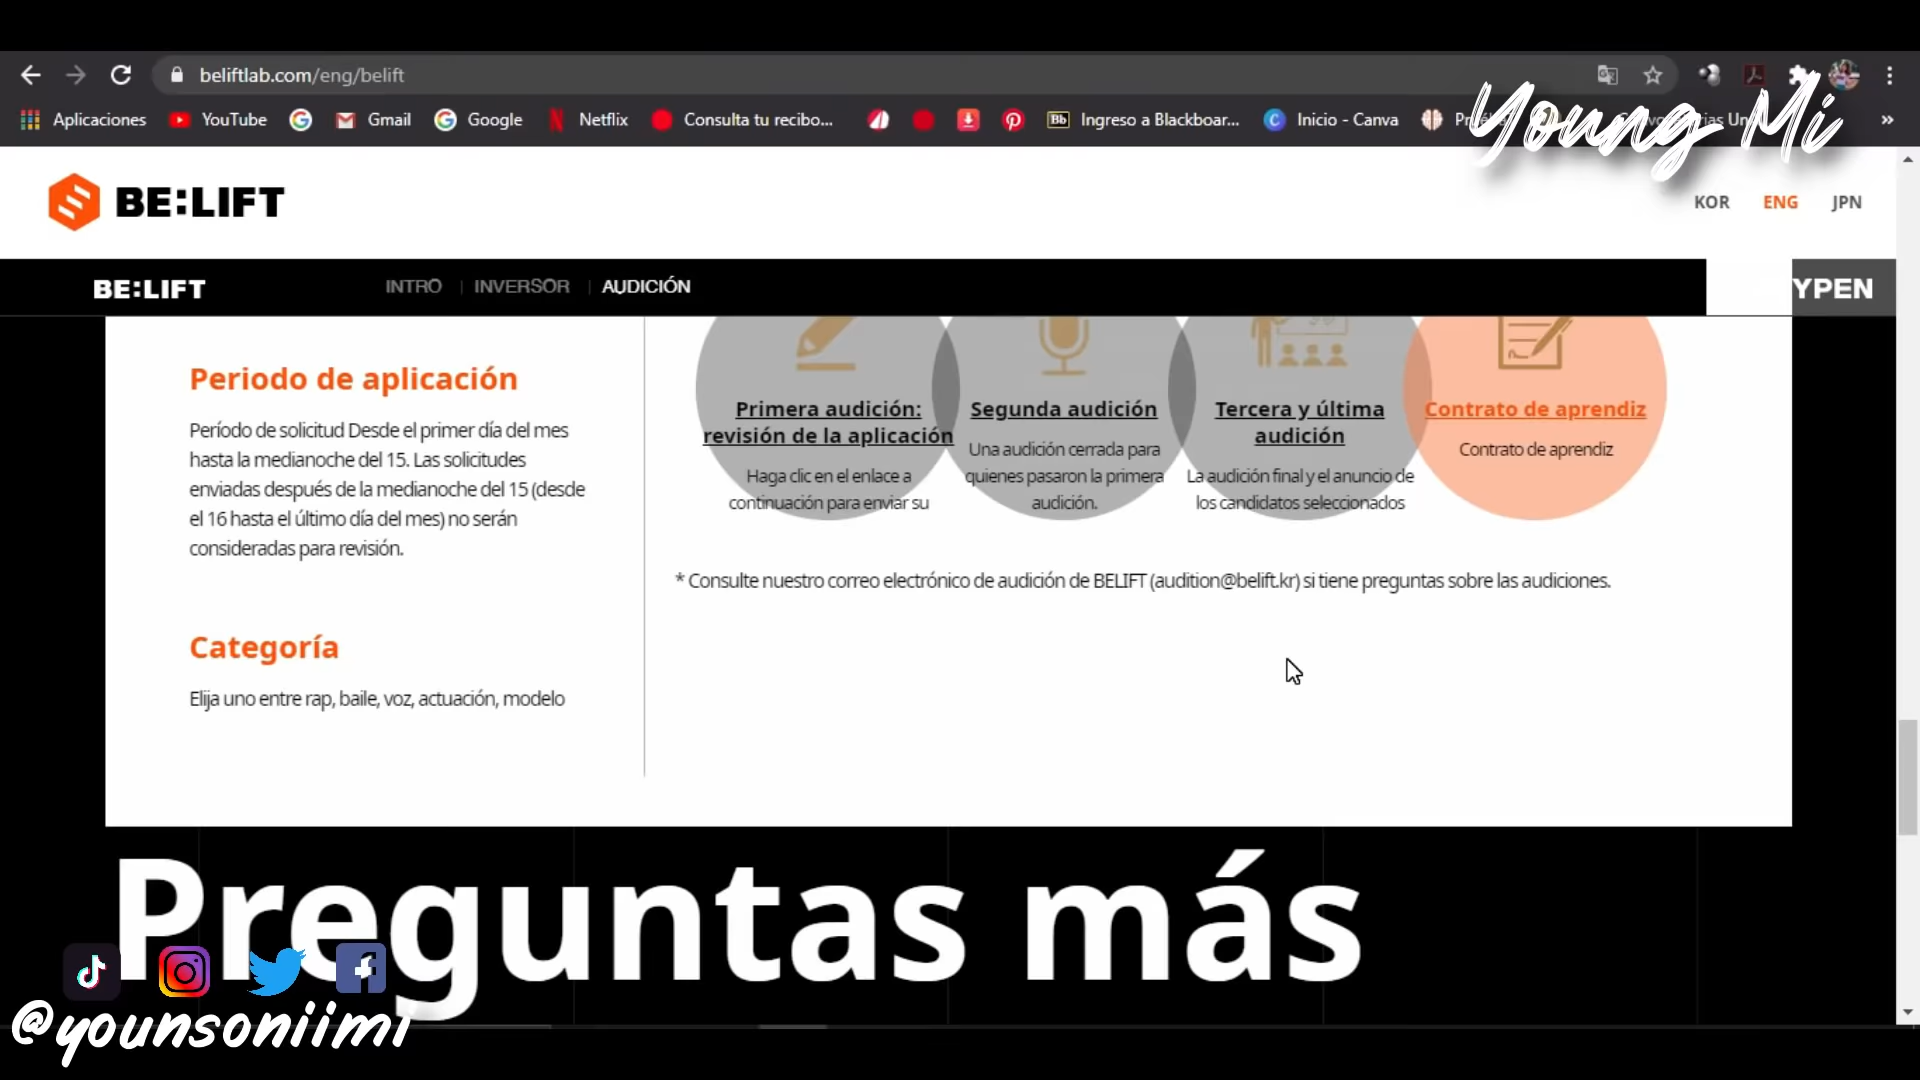 beliftlab.com/eng/belift
Young Mi
Aplicaciones YouTube Gmail Google Netflix Consulta tu recibo... Bb Ingreso a Blackboar... C Inicio - Canva »
BE:LIFT
KOR ENG JPN
BE:LIFT INTRO | INVERSOR | AUDICIÓN YPEN
Periodo de aplicación
Período de solicitud Desde el primer día del mes
hasta la medianoche del 15. Las solicitudes
enviadas después de la medianoche del 15 (desde
el 16 hasta el último día del mes) no serán
consideradas para revisión.
Categoría
Elija uno entre rap, baile, voz, actuación, modelo
Primera audición:
revisión de la aplicación
Haga clic en el enlace a
continuación para enviar su
Segunda audición
Una audición cerrada para
quienes pasaron la primera
audición.
Tercera y última
audición
La audición final y el anuncio de
los candidatos seleccionados
Contrato de aprendiz
Contrato de aprendiz
* Consulte nuestro correo electrónico de audición de BELIFT (audition@belift.kr) si tiene preguntas sobre las audiciones.
Preguntas más
@younsoniimi